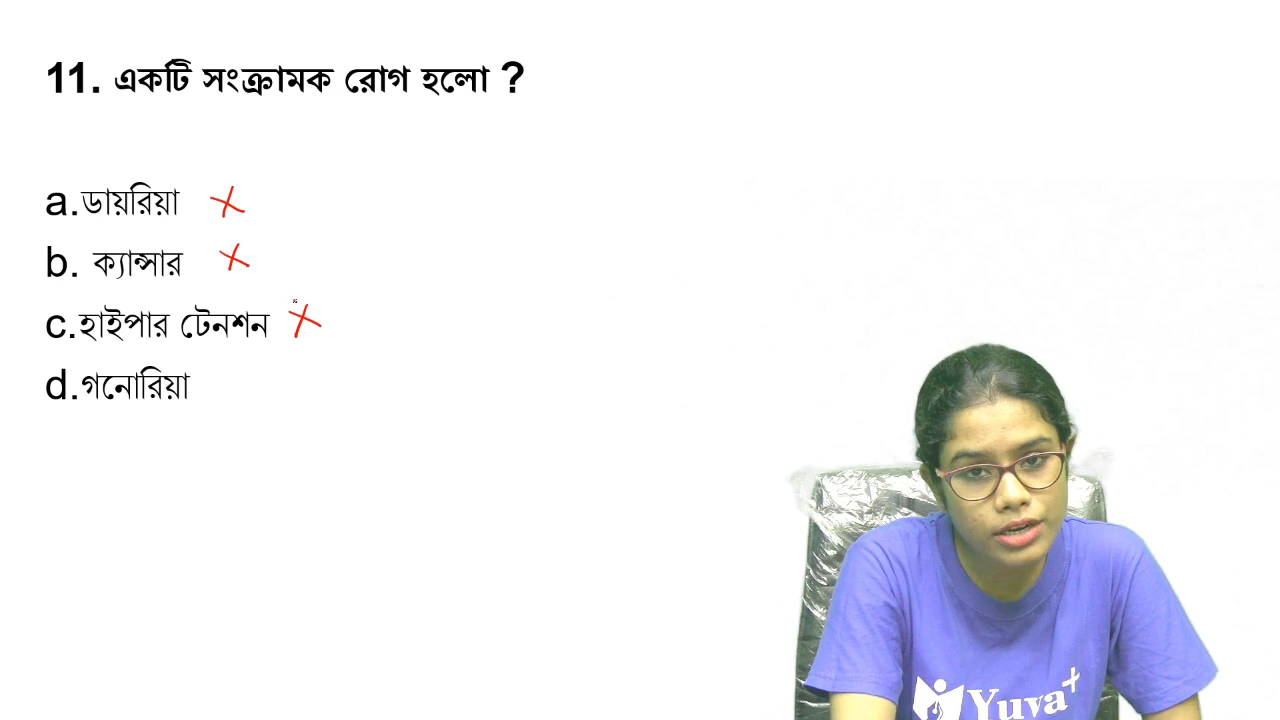 11. একটি সংক্রামক রোগ হলো ?
a.ডায়রিয়া
b. ক্যান্সার
c.হাইপার টেনশন
d.গনোরিয়া
Yuva+